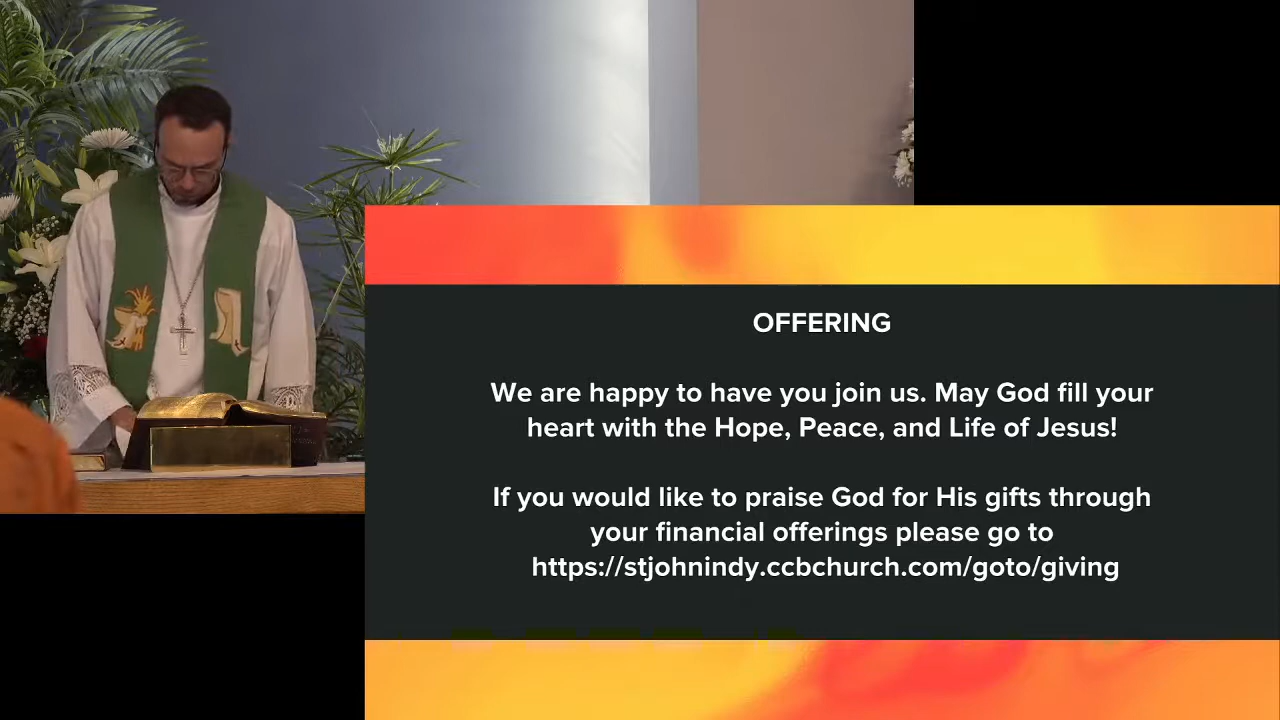 OFFERING
We are happy to have you join us. May God fill your
heart with the Hope, Peace, and Life of Jesus!
If you would like to praise God for His gifts through
your financial offerings please go to
https://stjohnindy.ccbchurch.com/goto/giving